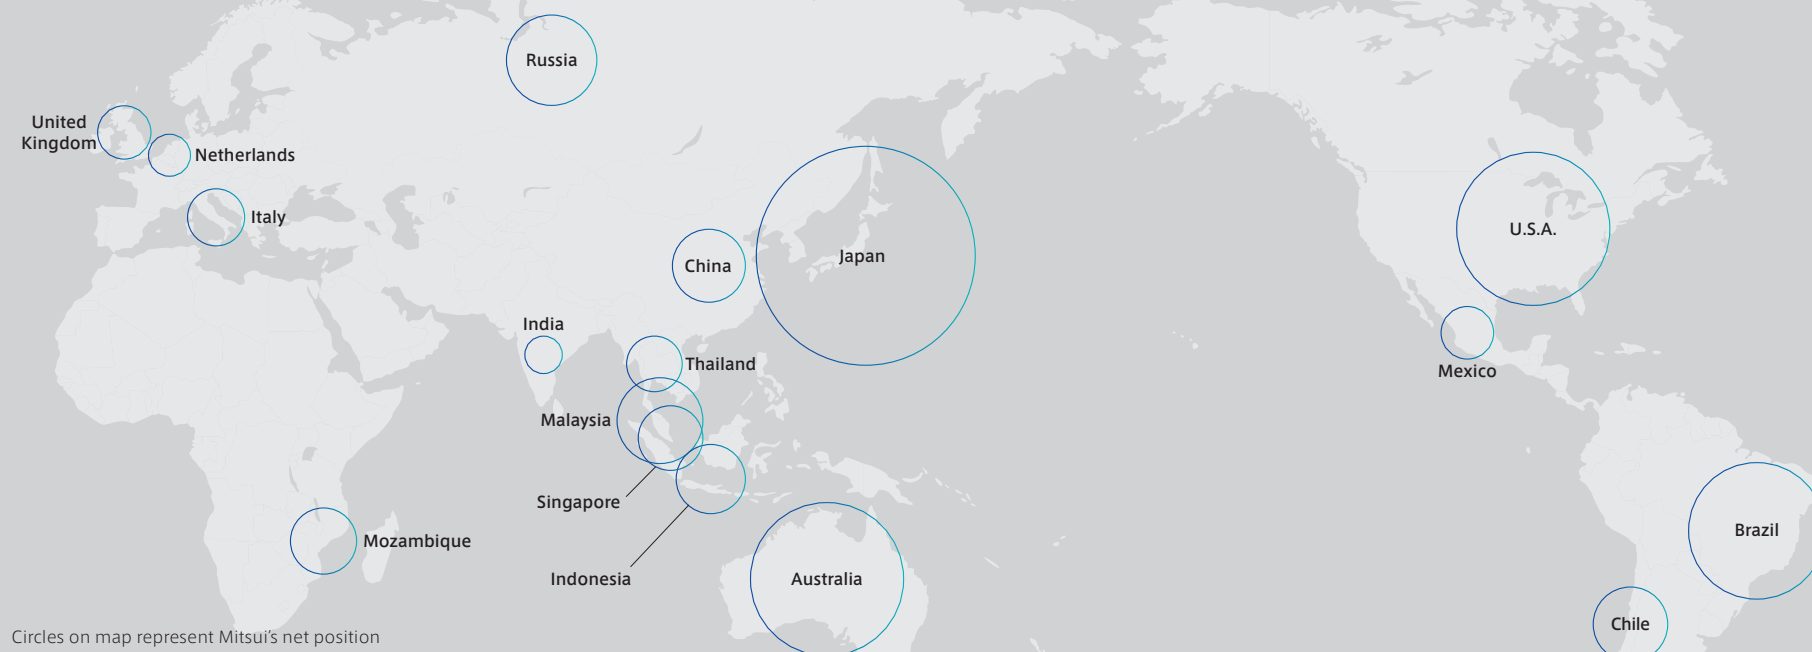 Russia
United
Kingdom
Netherlands
Italy
U.S.A.
Japan
China
India
Thailand
Mexico
Malaysia
Singapore
Brazil
Mozambique
Indonesia
Australia
Chile
Circles on map represent Mitsui's net position